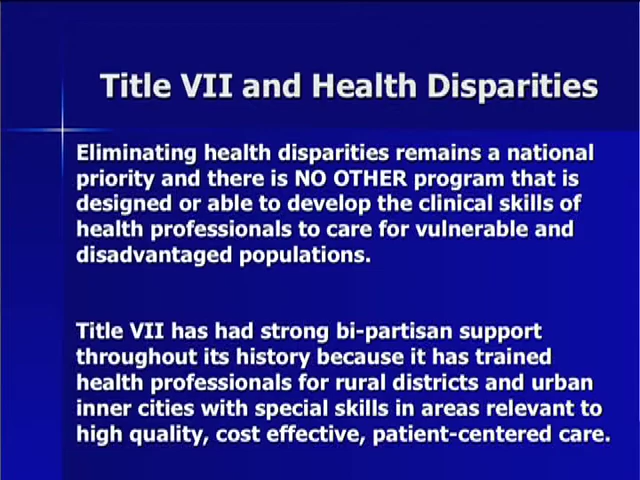 Title VII and Health Disparities
Eliminating health disparities remains a national
priority and there is NO OTHER program that is
designed or able to develop the clinical skills of
health professionals to care for vulnerable and
disadvantaged populations.
Title VII has had strong bi-partisan support
throughout its history because it has trained
health professionals for rural districts and urban
inner cities with special skills in areas relevant to
high quality, cost effective, patient-centered care.